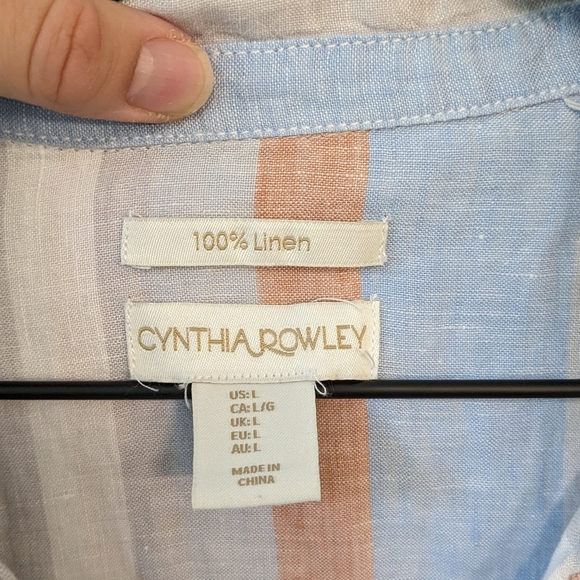 100% Linen
CYNTHIA ROWLEY
US: L
CA: L/G
UK: L
EU: L
AU: L
MADE IN
CHINA